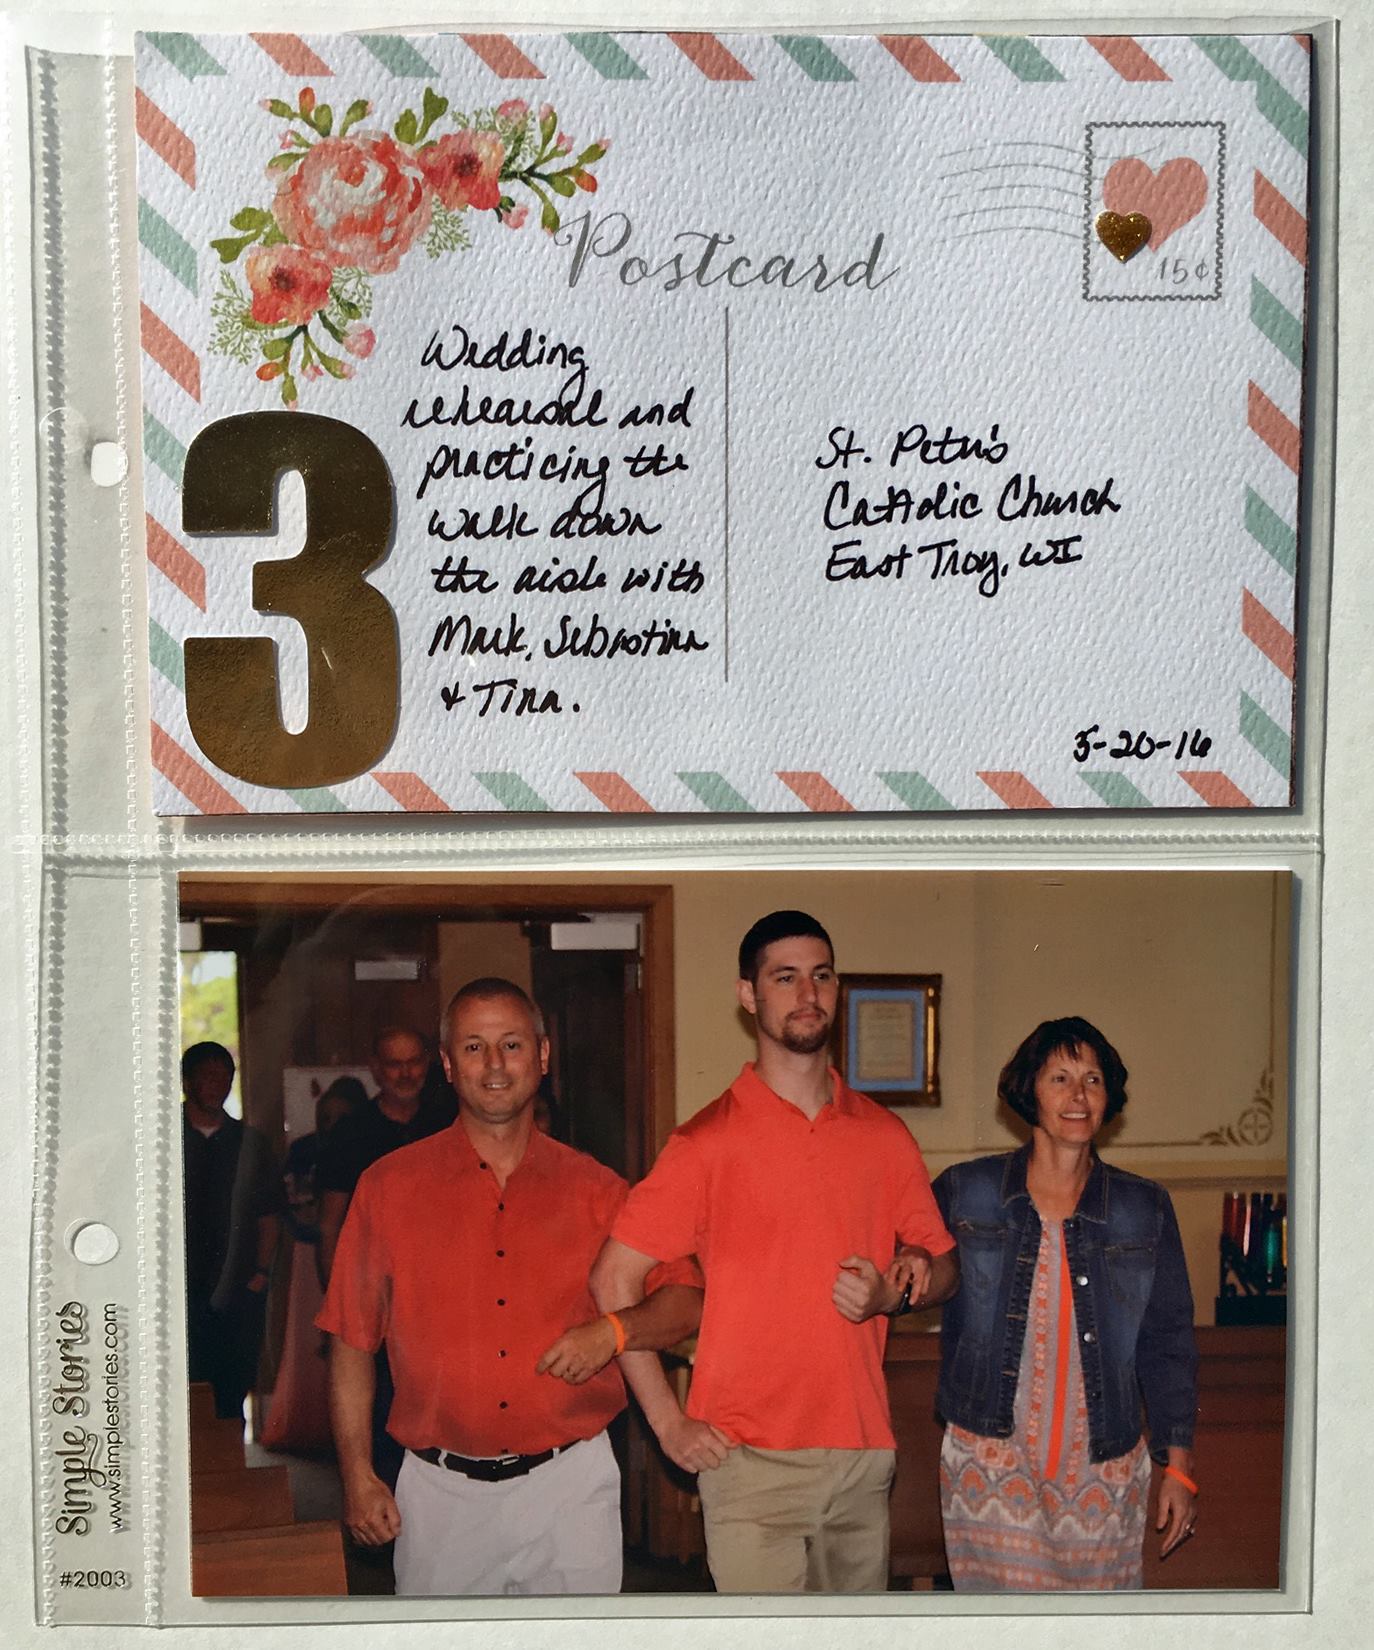 Postcard
15¢
3
Wedding
rehearsal and
practicing the
walk down
the aisle with
Mark, Sebastian
& Tina.
St. Peter's
Catholic Church
East Troy, WI
5-20-16
Simple Stories
www.simplestories.com
#2003